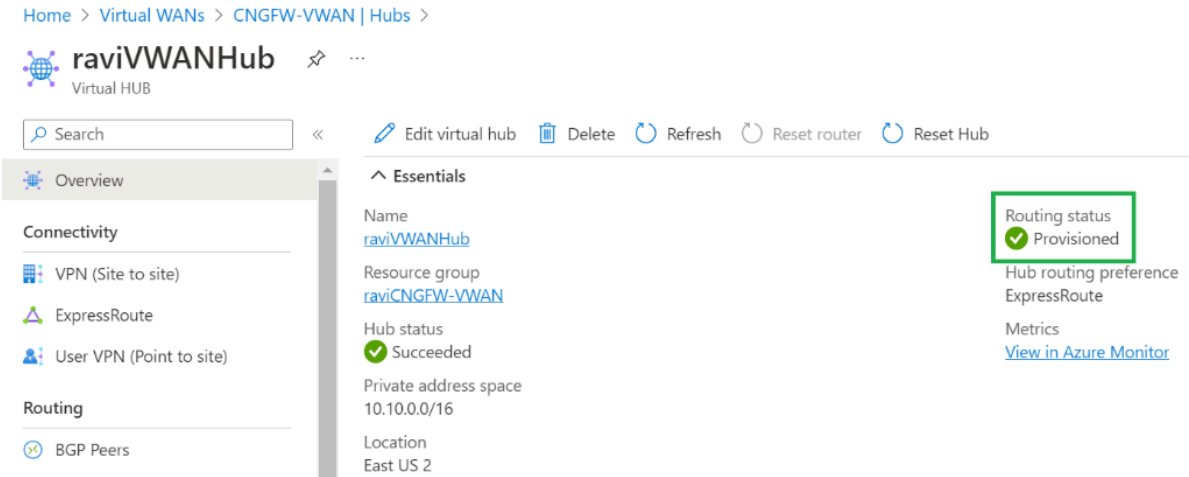 Home > Virtual WANs > CNGFW-VWAN | Hubs >
raviVWANHub
Virtual HUB
Search
Overview
Connectivity
VPN (Site to site)
ExpressRoute
User VPN (Point to site)
Routing
BGP Peers
Edit virtual hub Delete Refresh Reset router Reset Hub
Essentials
Name
raviVWANHub
Resource group
raviCNGFW-VWAN
Hub status
Succeeded
Private address space
10.10.0.0/16
Location
East US 2
Routing status
Provisioned
Hub routing preference
ExpressRoute
Metrics
View in Azure Monitor